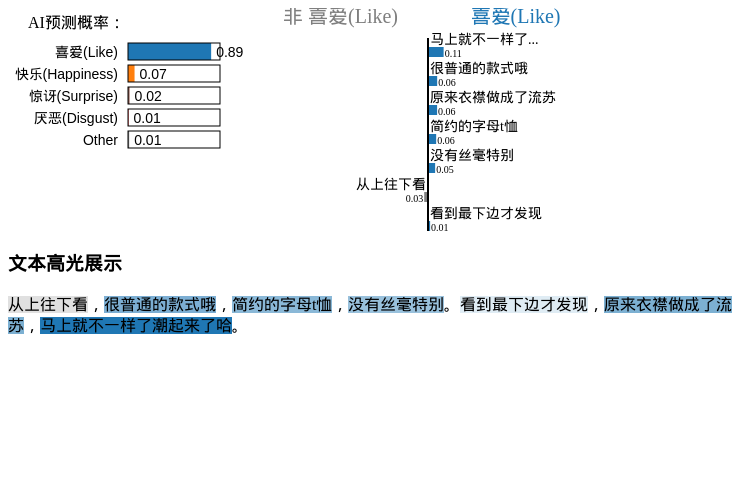 AI预测概率：
喜爱(Like) 0.89
快乐(Happiness) 0.07
惊讶(Surprise) 0.02
厌恶(Disgust) 0.01
Other 0.01
非 喜爱(Like) 喜爱(Like)
马上就不一样了...
0.11
很普通的款式哦
0.06
原来衣襟做成了流苏
0.06
简约的字母t恤
0.06
没有丝毫特别
0.05
从上往下看
0.03
看到最下边才发现
0.01
文本高光展示
从上往下看，很普通的款式哦，简约的字母t恤，没有丝毫特别。看到最下边才发现，原来衣襟做成了流
苏，马上就不一样了潮起来了哈。